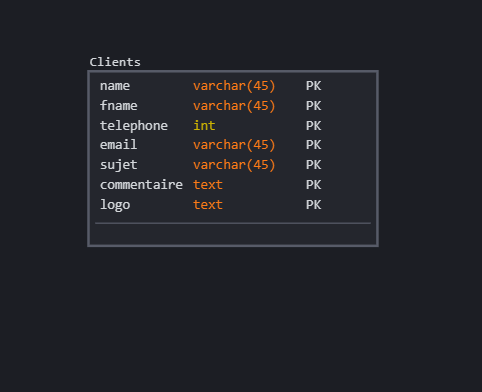 Clients
name varchar(45) PK
fname varchar(45) PK
telephone int PK
email varchar(45) PK
sujet varchar(45) PK
commentaire text PK
logo text PK